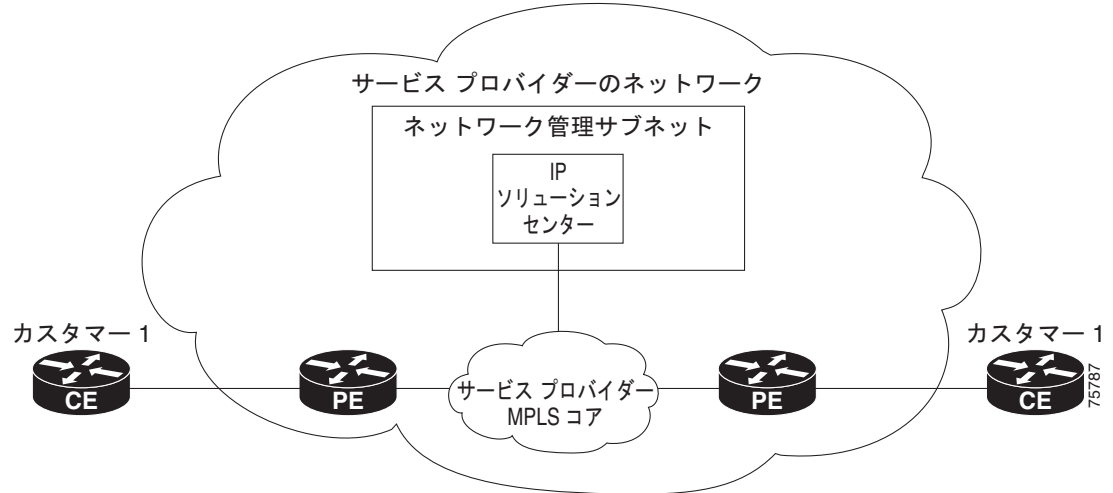 サービス プロバイダーのネットワーク
ネットワーク管理サブネット
IP
ソリューション
センター
カスタマー 1
カスタマー 1
CE
PE
サービス プロバイダー
MPLS コア
PE
CE
75787